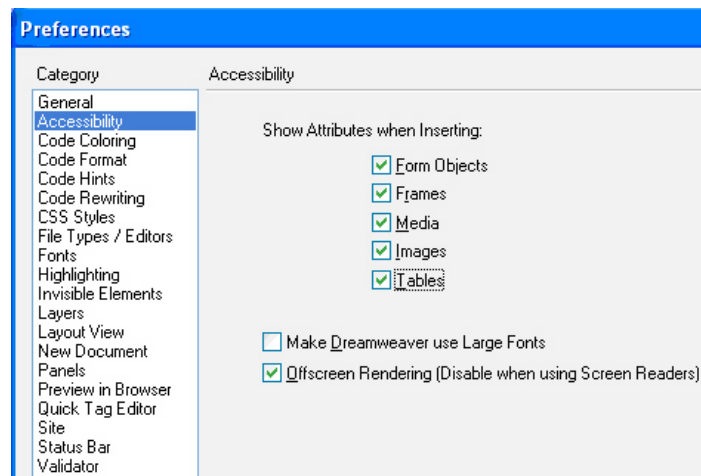 Preferences
Category
General
Accessibility
Code Coloring
Code Format
Code Hints
Code Rewriting
CSS Styles
File Types / Editors
Fonts
Highlighting
Invisible Elements
Layers
Layout View
New Document
Panels
Preview in Browser
Quick Tag Editor
Site
Status Bar
Validator
Accessibility
Show Attributes when Inserting:
Form Objects
Frames
Media
Images
Tables
Make Dreamweaver use Large Fonts
Offscreen Rendering (Disable when using Screen Readers)